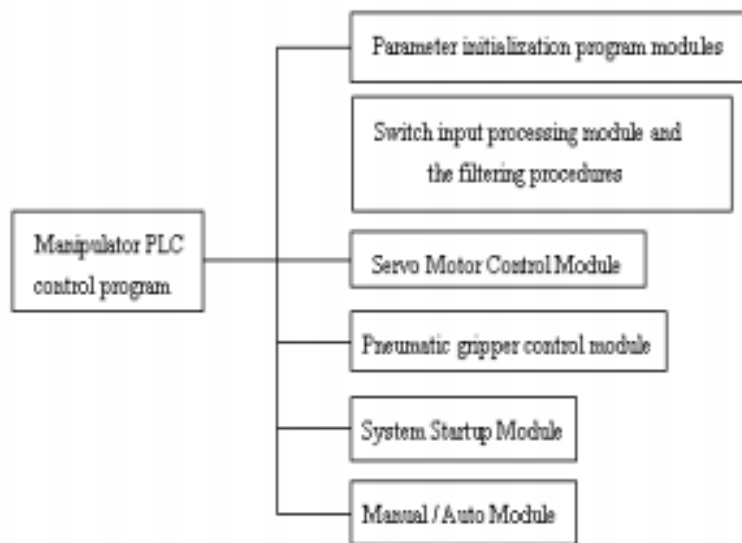 Parameter initialization program modules
Switch input processing module and
the filtering procedures
Manipulator PLC
control program
Servo Motor Control Module
Pneumatic gripper control module
System Startup Module
Manual / Auto Module